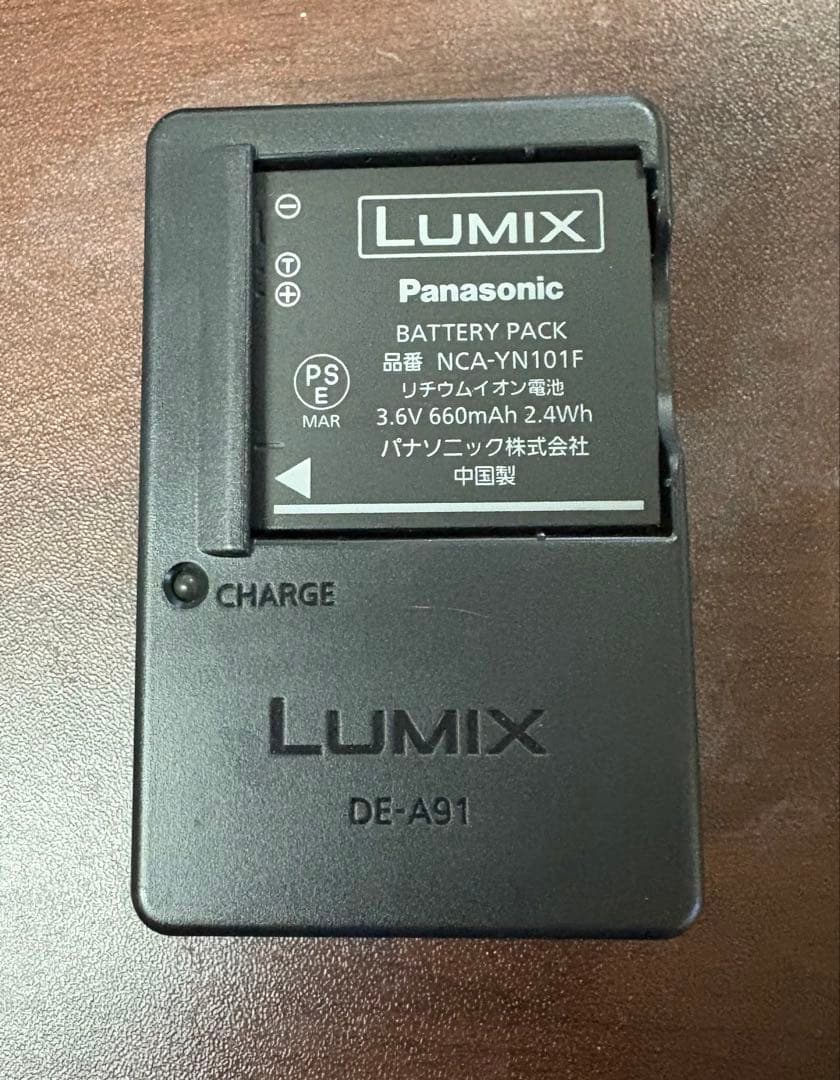 LUMIX
Panasonic
BATTERY PACK
品番 NCA-YN101F
リチウムイオン電池
3.6V 660mAh 2.4Wh
パナソニック株式会社
中国製
⊖
Ⓣ
⊕
PS
E
MAR
CHARGE
LUMIX
DE-A91